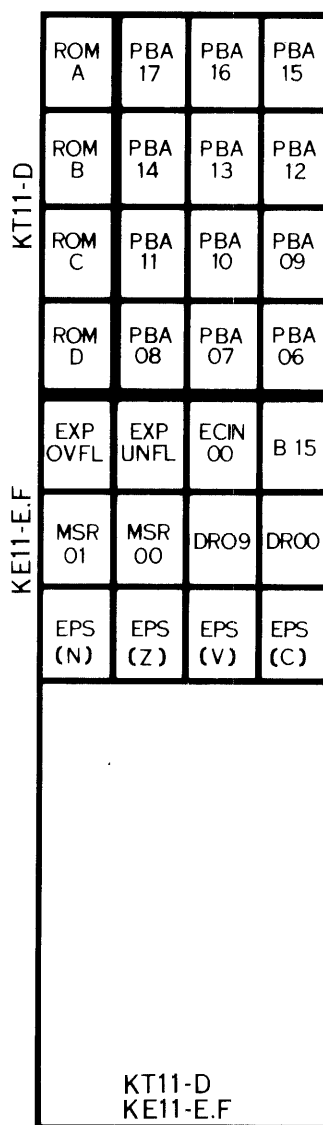 ROM PBA PBA PBA
A 17 16 15
ROM PBA PBA PBA
B 14 13 12
KT11-D
ROM PBA PBA PBA
C 11 10 09
ROM PBA PBA PBA
D 08 07 06
EXP EXP ECIN B 15
OVFL UNFL 00
KE11-E.F
MSR MSR DR09 DR00
01 00
EPS EPS EPS EPS
(N) (Z) (V) (C)
KT11-D
KE11-E.F